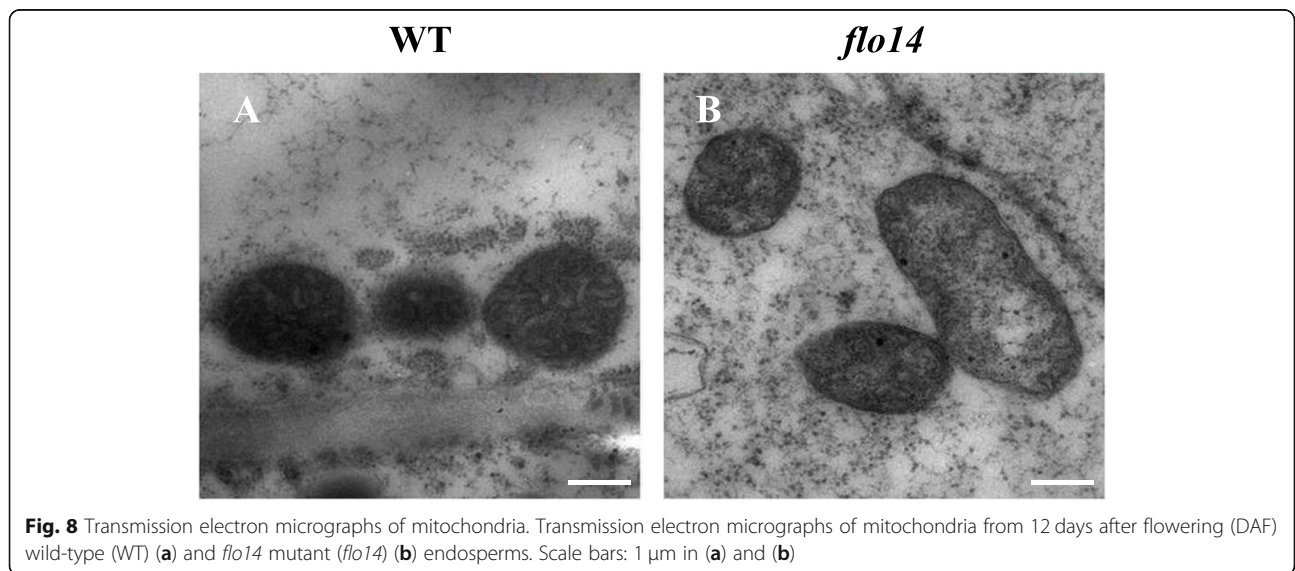 WT
flo14
A
B
Fig. 8 Transmission electron micrographs of mitochondria. Transmission electron micrographs of mitochondria from 12 days after flowering (DAF)
wild-type (WT) (a) and flo14 mutant (flo14) (b) endosperms. Scale bars: 1 μm in (a) and (b)